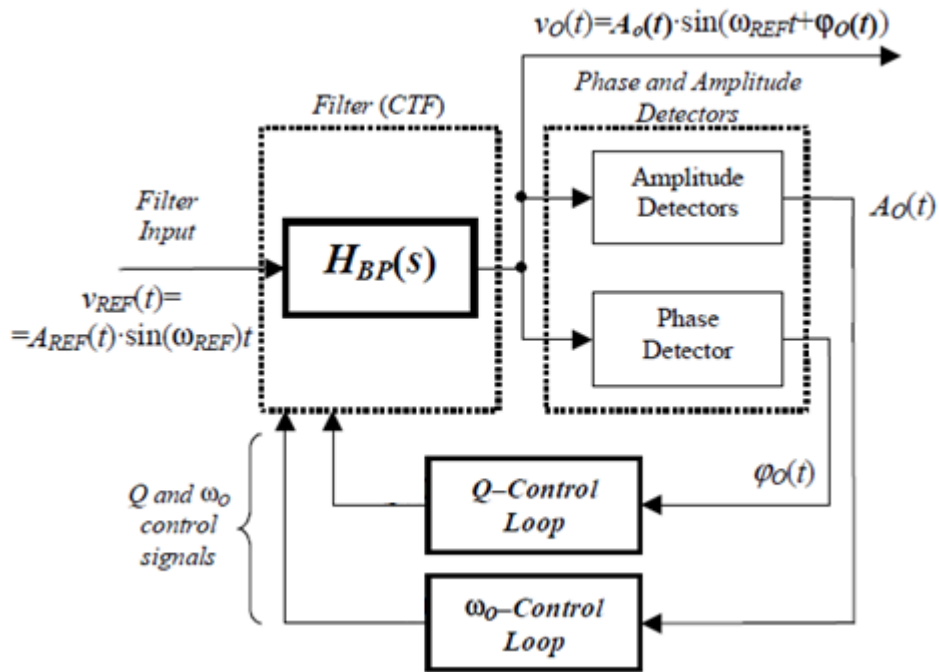 vO(t)=Ao(t)·sin(ωREFt+φO(t))
Filter (CTF)
Phase and Amplitude
Detectors
Filter
Input
HBP(s)
vREF(t)=
=AREF(t)·sin(ωREF)t
Amplitude
Detectors
AO(t)
Phase
Detector
φO(t)
Q and ωO
control
signals
Q–Control
Loop
ωO–Control
Loop